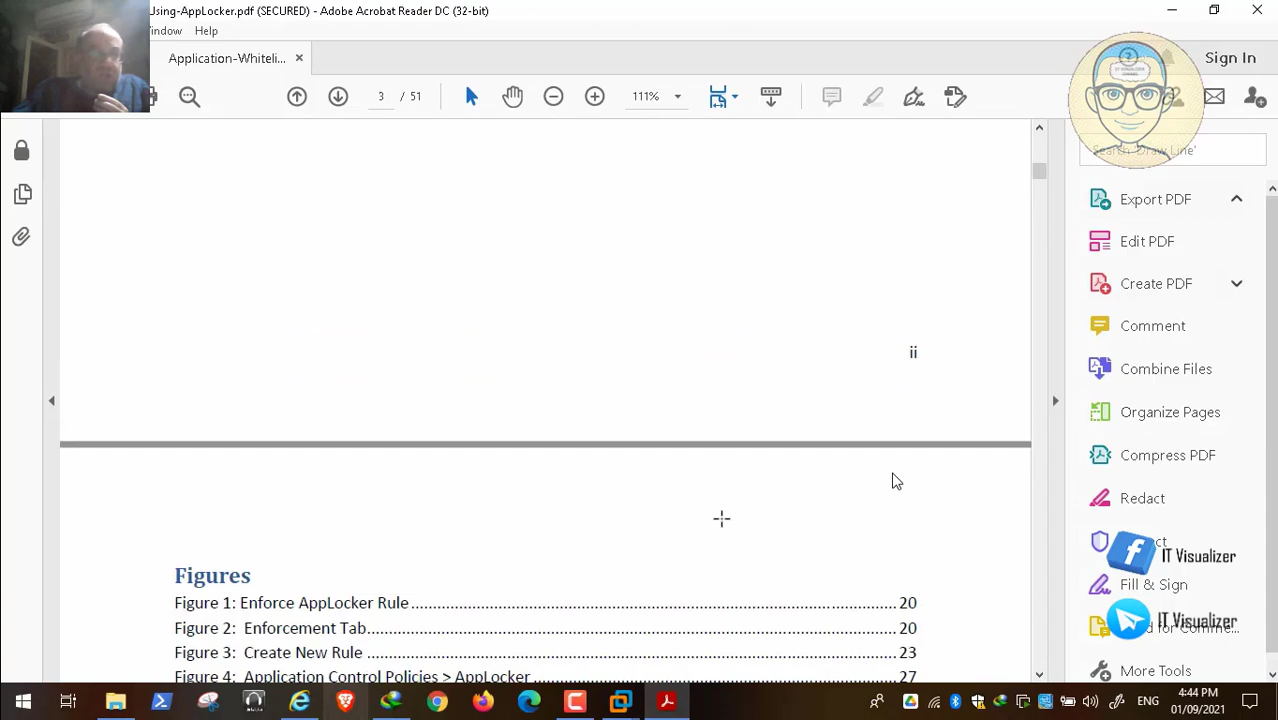 Using-AppLocker.pdf (SECURED) - Adobe Acrobat Reader DC (32-bit)
indow Help
Application-Whiteli... ×
Sign In
3 / 51
111%
Search 'Draw Line'
Export PDF
Edit PDF
Create PDF
Comment
Combine Files
Organize Pages
Compress PDF
Redact
Fill & Sign
More Tools
IT Visualizer
IT Visualizer
ii
Figures
Figure 1: Enforce AppLocker Rule 20
Figure 2: Enforcement Tab 20
Figure 3: Create New Rule 23
Figure 4: Application Control Policies > AppLocker 27
ENG
4:44 PM
01/09/2021